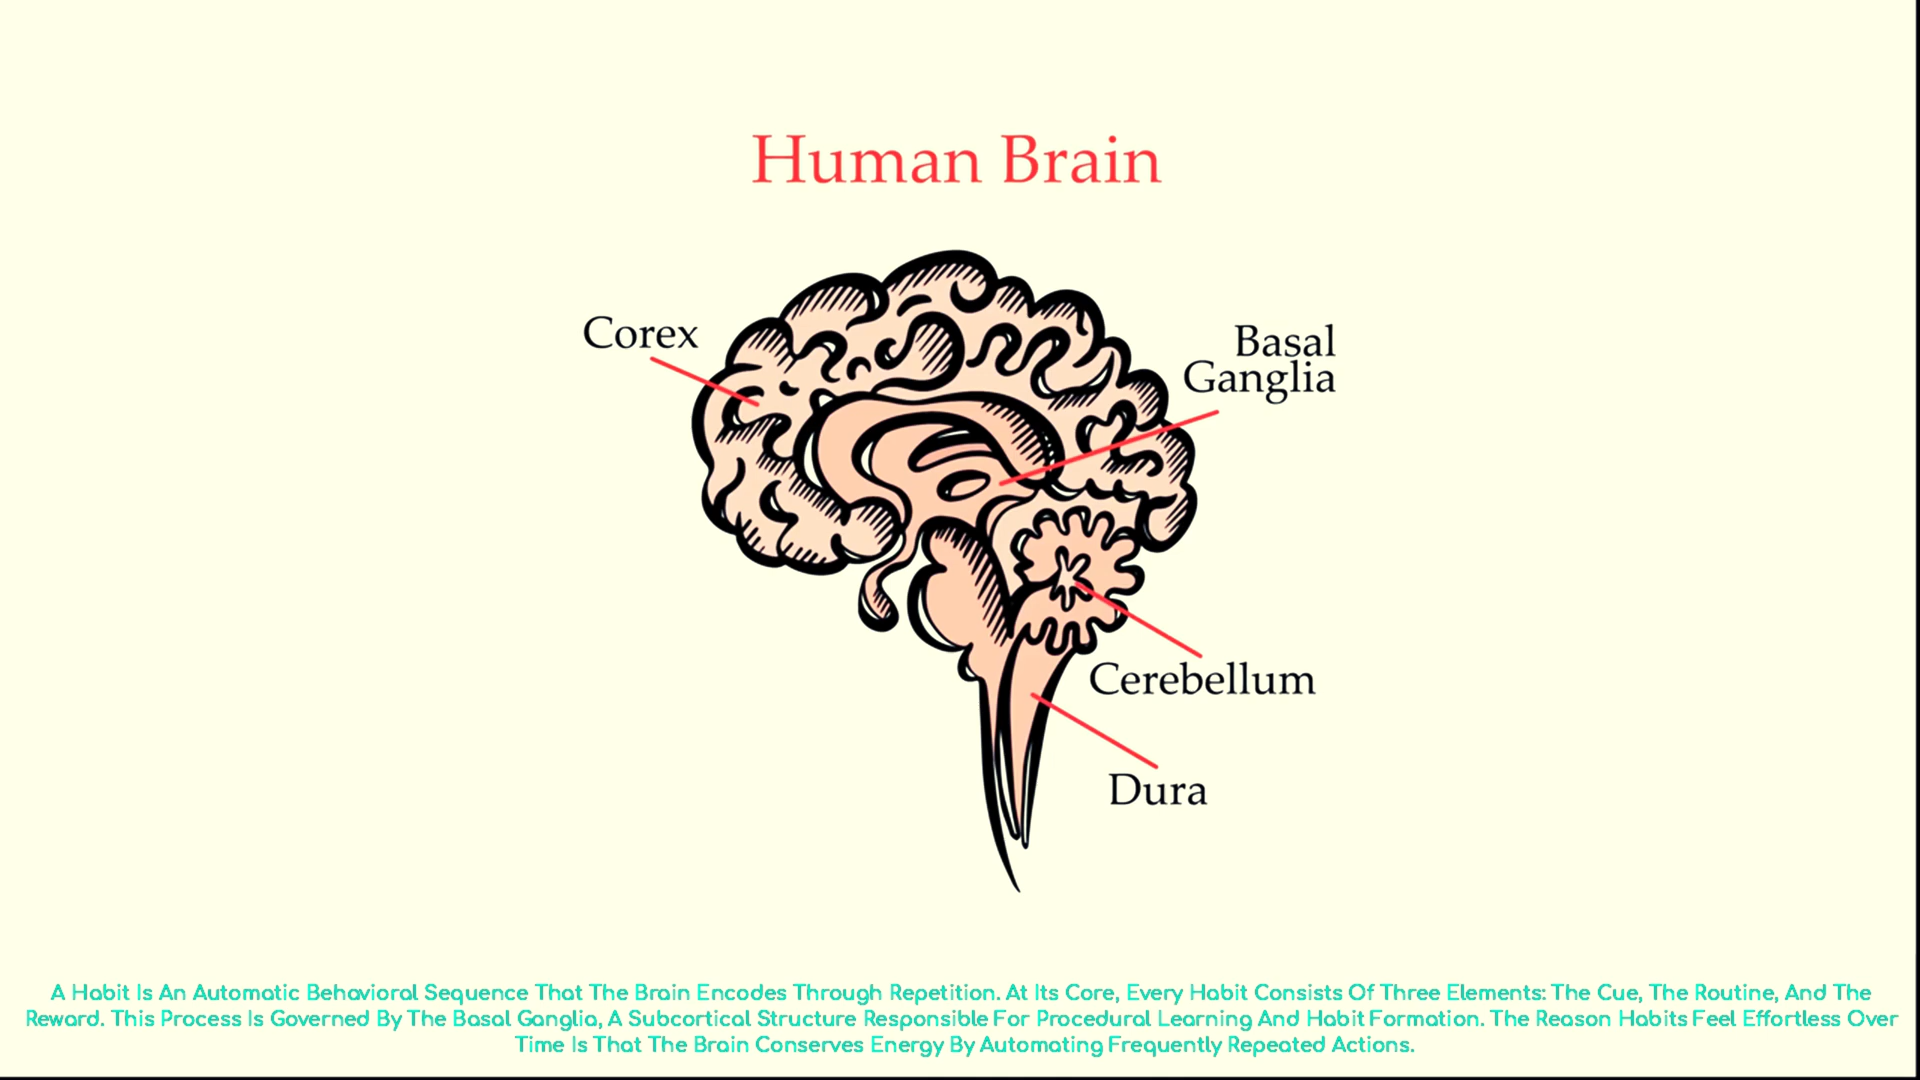 Human Brain
Corex
Basal
Ganglia
Cerebellum
Dura
A Habit Is An Automatic Behavioral Sequence That The Brain Encodes Through Repetition. At Its Core, Every Habit Consists Of Three Elements: The Cue, The Routine, And The
Reward. This Process Is Governed By The Basal Ganglia, A Subcortical Structure Responsible For Procedural Learning And Habit Formation. The Reason Habits Feel Effortless Over
Time Is That The Brain Conserves Energy By Automating Frequently Repeated Actions.